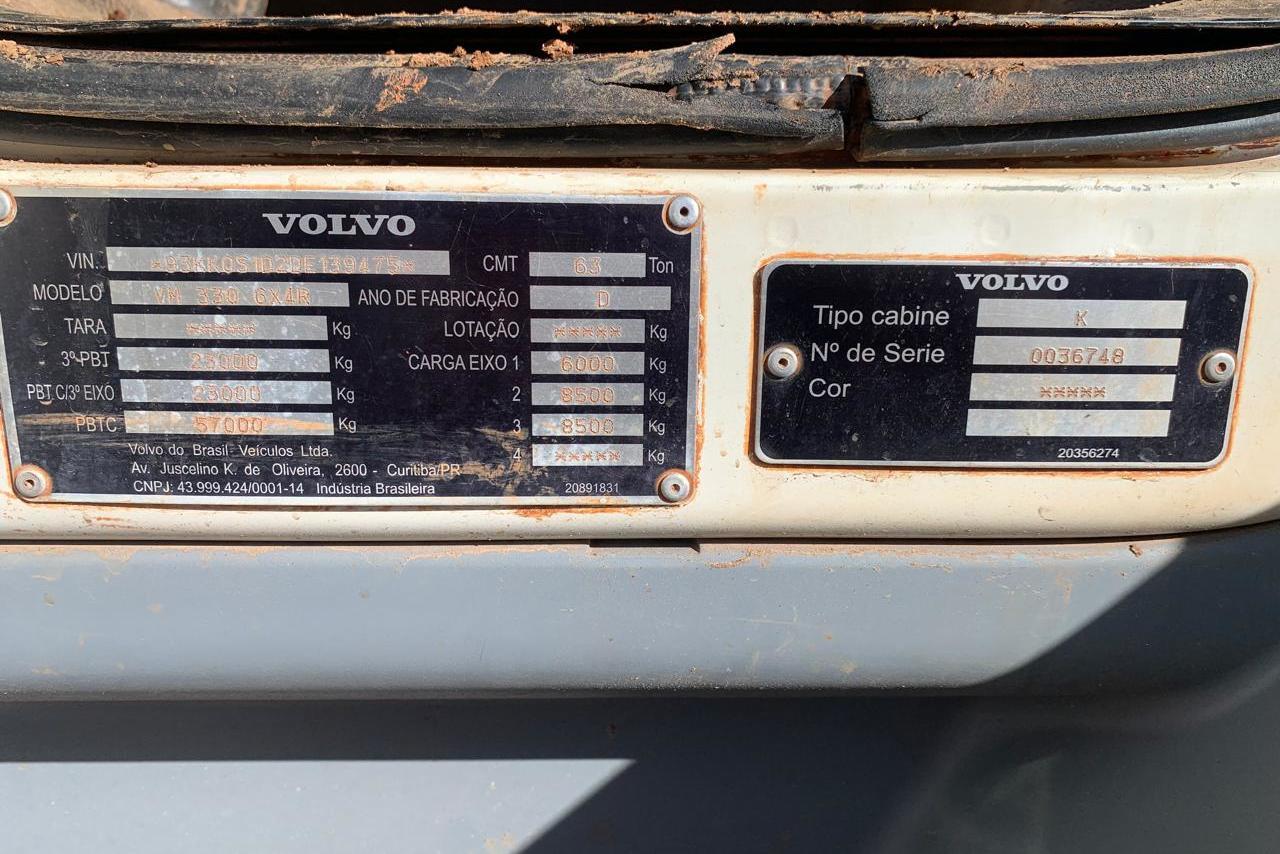 VOLVO
VIN. *93KK0S1D2DE139475* CMT 63 Ton
MODELO VM 330 6X4R ANO DE FABRICAÇÃO D
TARA ***** Kg LOTAÇÃO ***** Kg
3º-PBT 23000 Kg CARGA EIXO 1 6000 Kg
PBT C/3º EIXO 23000 Kg 2 8500 Kg
PBTC 57000 Kg 3 8500 Kg
4 ***** Kg
Volvo do Brasil Veículos Ltda.
Av. Juscelino K. de Oliveira, 2600 - Curitiba/PR
CNPJ: 43.999.424/0001-14 Indústria Brasileira 20891831
VOLVO
Tipo cabine K
Nº de Serie 0036748
Cor *****
20356274